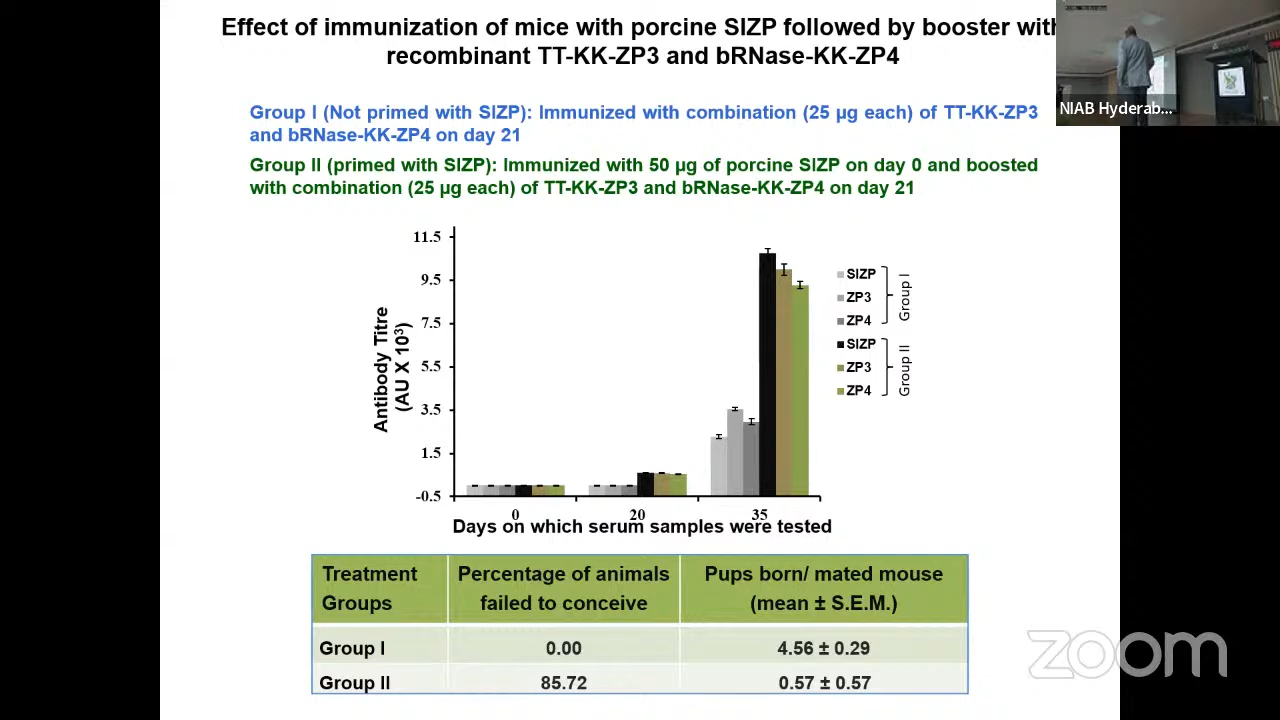 Effect of immunization of mice with porcine SIZP followed by booster with
recombinant TT-KK-ZP3 and bRNase-KK-ZP4
NIAB Hyderab...
Group I (Not primed with SIZP): Immunized with combination (25 µg each) of TT-KK-ZP3
and bRNase-KK-ZP4 on day 21
Group II (primed with SIZP): Immunized with 50 µg of porcine SIZP on day 0 and boosted
with combination (25 µg each) of TT-KK-ZP3 and bRNase-KK-ZP4 on day 21
Antibody Titre
(AU X 10³)
11.5
9.5
7.5
5.5
3.5
1.5
-0.5
0
20
35
Days on which serum samples were tested
SIZP
ZP3
ZP4
Group I
SIZP
ZP3
ZP4
Group II
Treatment Groups
Percentage of animals failed to conceive
Pups born/ mated mouse (mean ± S.E.M.)
Group I 0.00 4.56 ± 0.29
Group II 85.72 0.57 ± 0.57
zoom